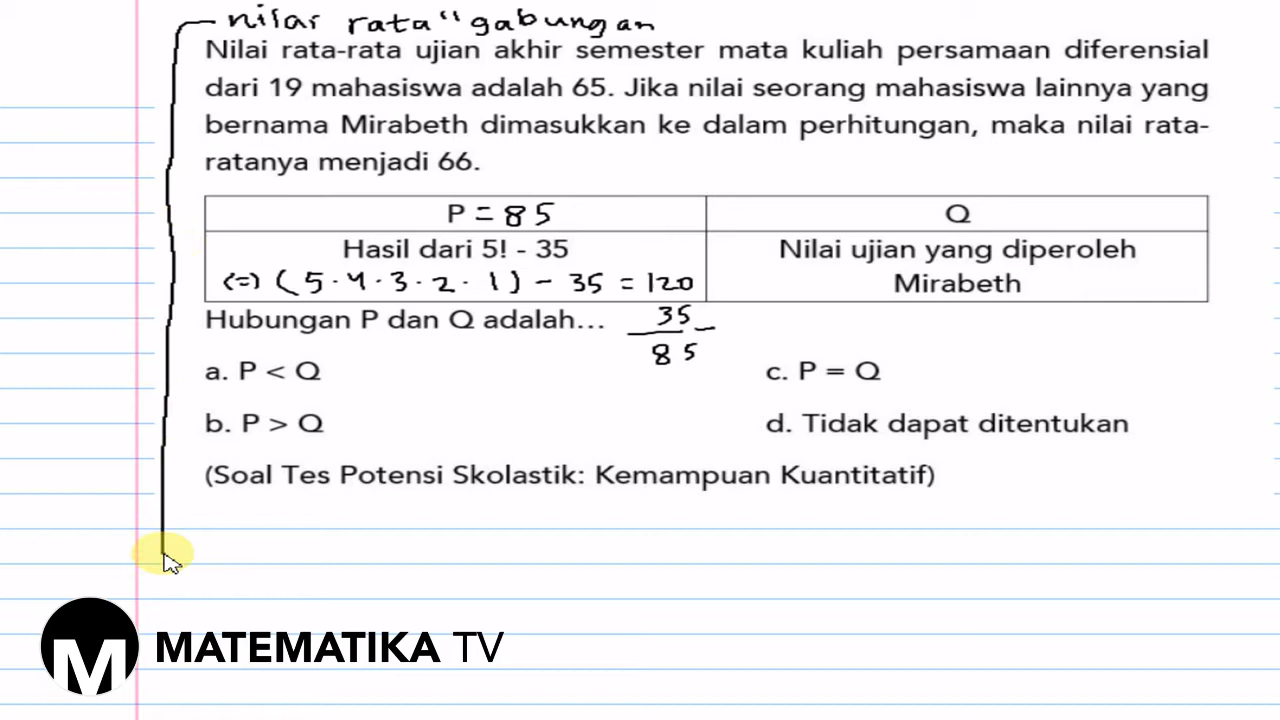 nilai rata" gabungan
Nilai rata-rata ujian akhir semester mata kuliah persamaan diferensial
dari 19 mahasiswa adalah 65. Jika nilai seorang mahasiswa lainnya yang
bernama Mirabeth dimasukkan ke dalam perhitungan, maka nilai rata-
ratanya menjadi 66.
P = 85
Q
Hasil dari 5! - 35
(=) (5·4·3·2·1) - 35 = 120
Nilai ujian yang diperoleh
Mirabeth
Hubungan P dan Q adalah...
35 -
85
a. P < Q
c. P = Q
b. P > Q
d. Tidak dapat ditentukan
(Soal Tes Potensi Skolastik: Kemampuan Kuantitatif)
M MATEMATIKA TV